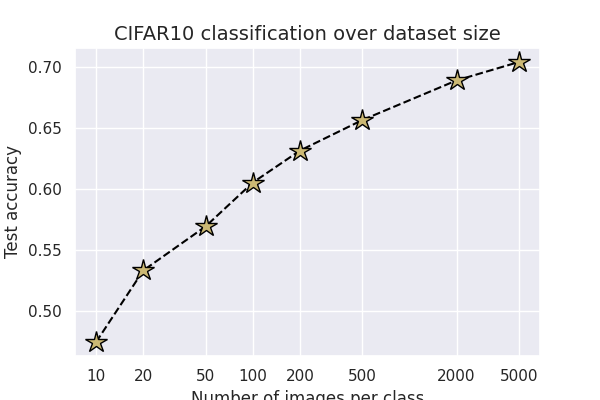 CIFAR10 classification over dataset size
Test accuracy
0.70
0.65
0.60
0.55
0.50
10 20 50 100 200 500 2000 5000
Number of images per class